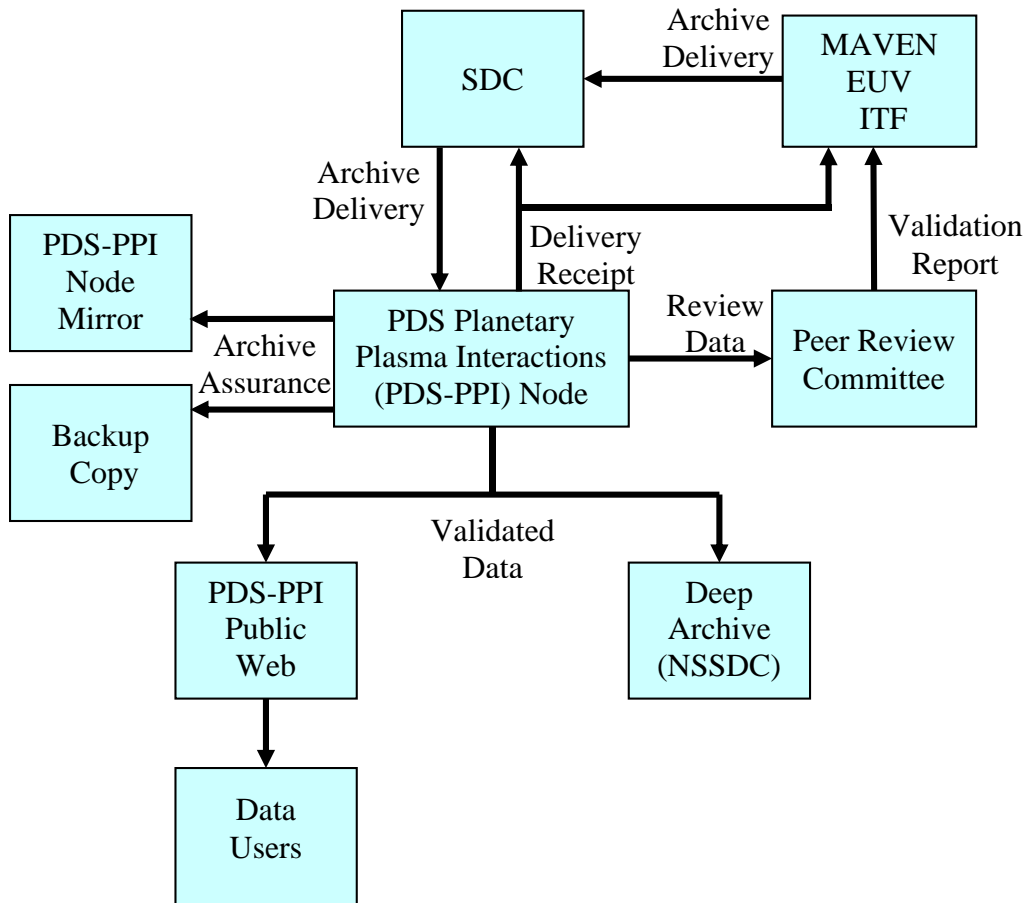 Archive
Delivery
SDC
MAVEN
EUV
ITF
Archive
Delivery
Delivery
Receipt
Validation
Report
PDS-PPI
Node
Mirror
PDS Planetary
Plasma Interactions
(PDS-PPI) Node
Review
Data
Peer Review
Committee
Archive
Assurance
Backup
Copy
Validated
Data
PDS-PPI
Public
Web
Deep
Archive
(NSSDC)
Data
Users